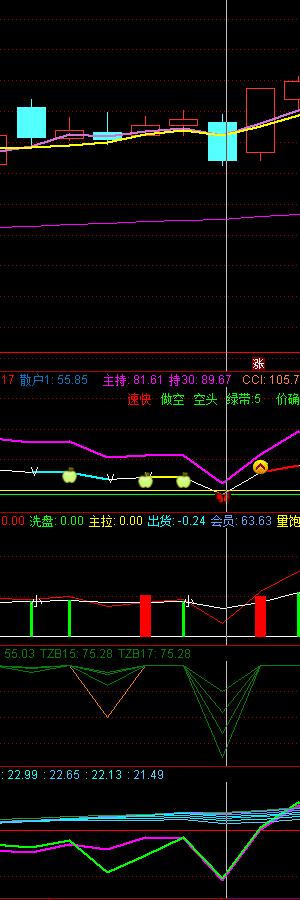 涨
17 散户1: 55.85 主持: 81.61 持30: 89.67 CCI: 105.7
速快 做空 空头 绿带:5 价确
0.00 洗盘: 0.00 主拉: 0.00 出货: -0.24 会员: 63.63 量饱
55.03 TZB15: 75.28 TZB17: 75.28
: 22.99 : 22.65 : 22.13 : 21.49